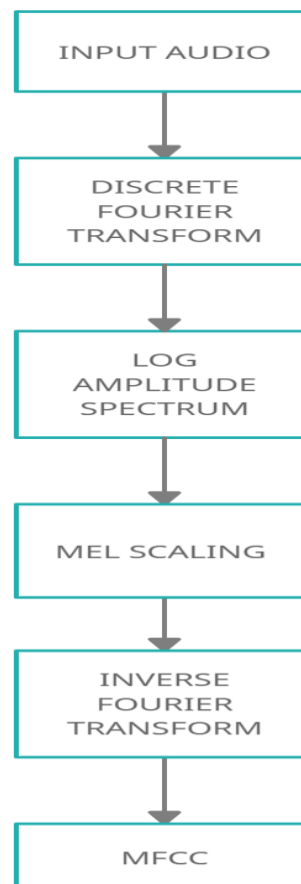 INPUT AUDIO
DISCRETE
FOURIER
TRANSFORM
LOG
AMPLITUDE
SPECTRUM
MEL SCALING
INVERSE
FOURIER
TRANSFORM
MFCC